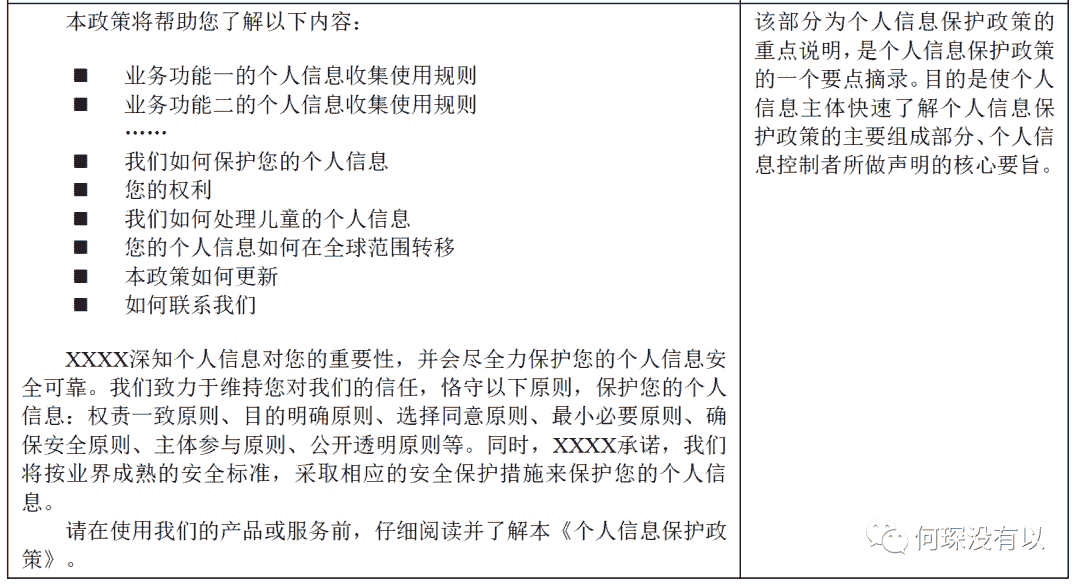 本政策将帮助您了解以下内容：
■ 业务功能一的个人信息收集使用规则
■ 业务功能二的个人信息收集使用规则
……
■ 我们如何保护您的个人信息
■ 您的权利
■ 我们如何处理儿童的个人信息
■ 您的个人信息如何在全球范围转移
■ 本政策如何更新
■ 如何联系我们
XXXX深知个人信息对您的重要性，并会尽全力保护您的个人信息安
全可靠。我们致力于维持您对我们的信任，恪守以下原则，保护您的个人
信息：权责一致原则、目的明确原则、选择同意原则、最小必要原则、确
保安全原则、主体参与原则、公开透明原则等。同时，XXXX承诺，我们
将按业界成熟的安全标准，采取相应的安全保护措施来保护您的个人信
息。
请在使用我们的产品或服务前，仔细阅读并了解本《个人信息保护政
策》。
该部分为个人信息保护政策的
重点说明，是个人信息保护政策
的一个要点摘录。目的是使个人
信息主体快速了解个人信息保
护政策的主要组成部分、个人信
息控制者所做声明的核心要旨。
何琛没有以